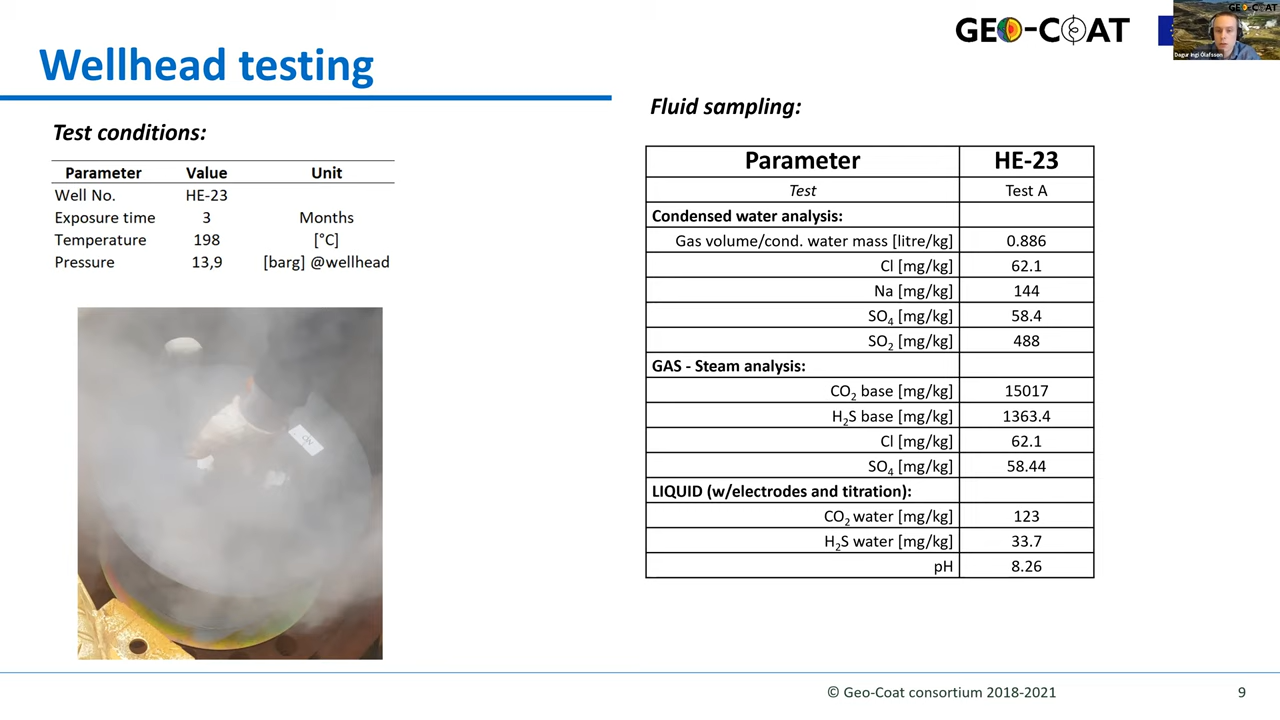 Wellhead testing
GEO-COAT
GEO-COAT
Dagur Ingi Ólafsson
Test conditions:
Parameter Value Unit
Well No. HE-23
Exposure time 3 Months
Temperature 198 [°C]
Pressure 13,9 [barg] @wellhead
Fluid sampling:
Parameter HE-23
Test Test A
Condensed water analysis:
Gas volume/cond. water mass [litre/kg] 0.886
Cl [mg/kg] 62.1
Na [mg/kg] 144
SO₄ [mg/kg] 58.4
SO₂ [mg/kg] 488
GAS - Steam analysis:
CO₂ base [mg/kg] 15017
H₂S base [mg/kg] 1363.4
Cl [mg/kg] 62.1
SO₄ [mg/kg] 58.44
LIQUID (w/electrodes and titration):
CO₂ water [mg/kg] 123
H₂S water [mg/kg] 33.7
pH 8.26
© Geo-Coat consortium 2018-2021
9